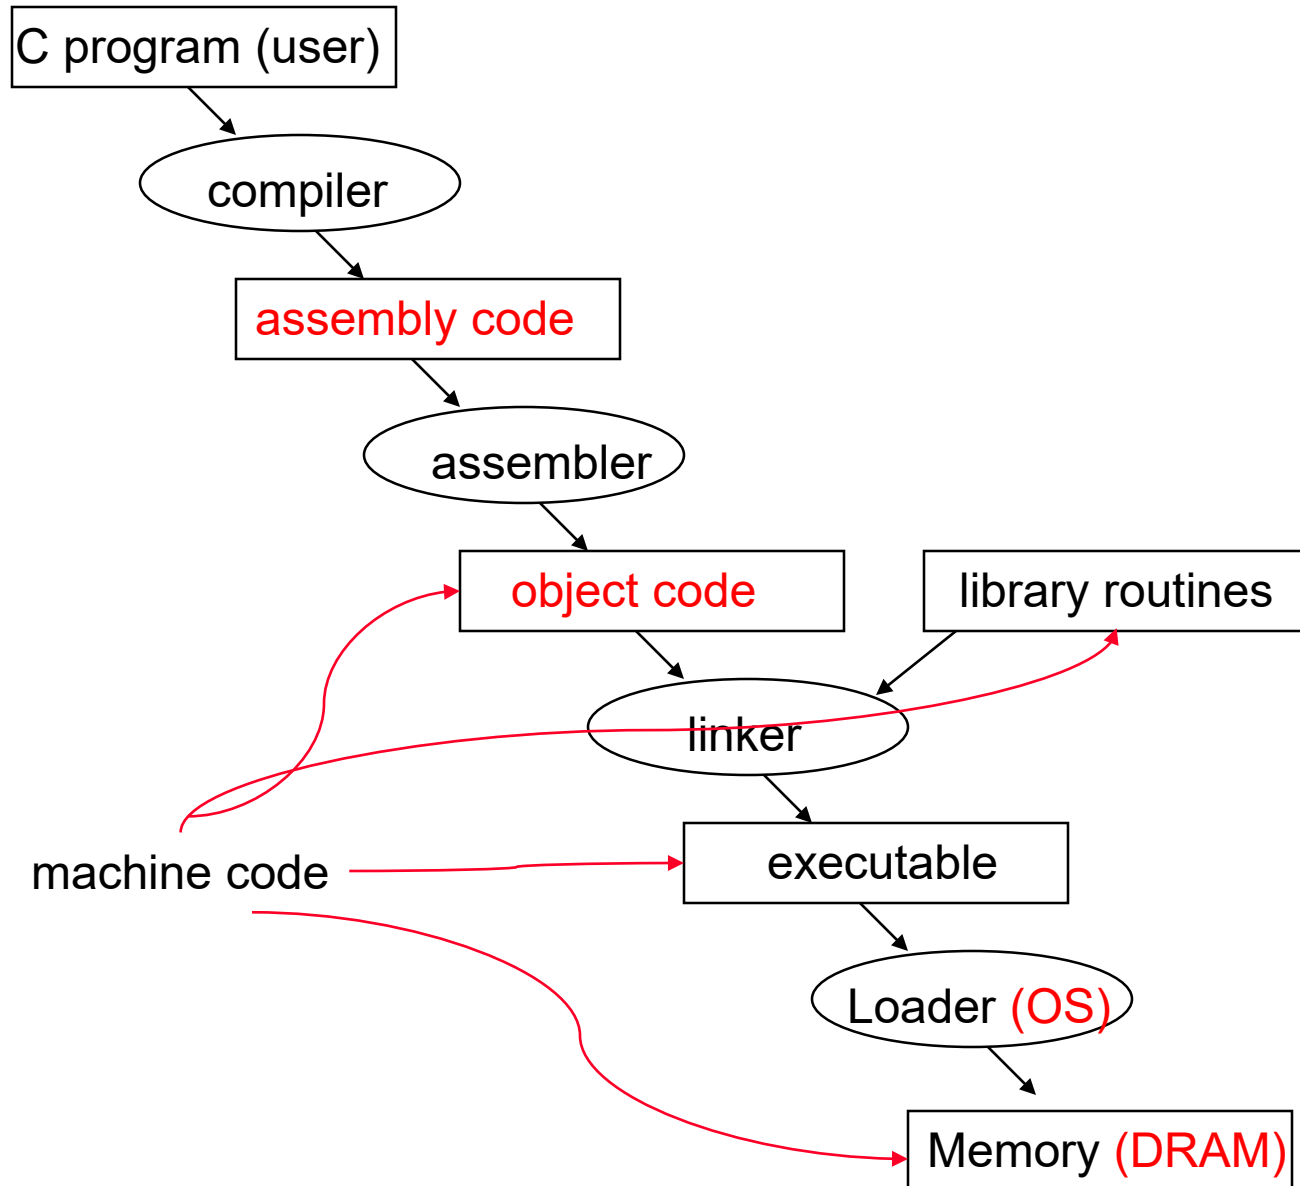 C program (user)
compiler
assembly code
assembler
object code
library routines
linker
machine code
executable
Loader (OS)
Memory (DRAM)